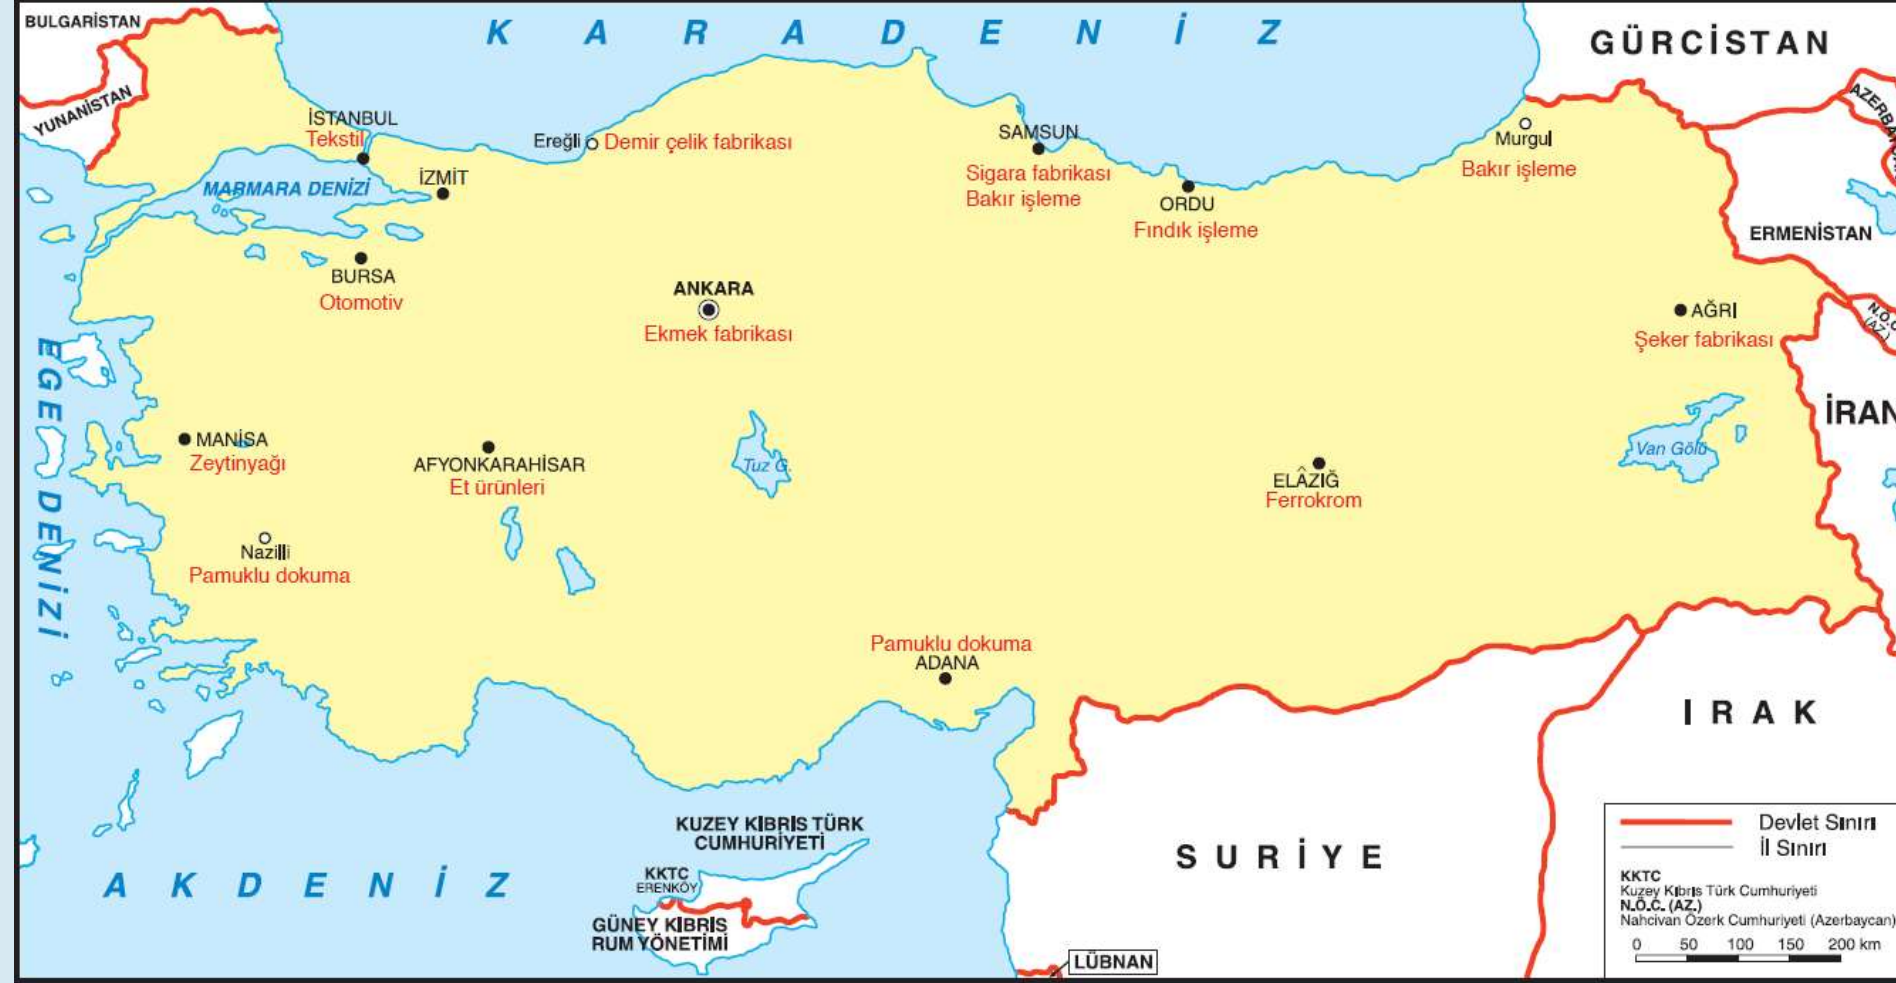 BULGARİSTAN
YUNANİSTAN
K A R A D E N İ Z
GÜRCİSTAN
İSTANBUL
Tekstil
MARMARA DENİZİ
İZMİT
BURSA
Otomotiv
Ereğli
Demir çelik fabrikası
ANKARA
Ekmek fabrikası
SAMSUN
Sigara fabrikası
Bakır işleme
ORDU
Fındık işleme
Murgul
Bakır işleme
ERMENİSTAN
AĞRI
Şeker fabrikası
N.Ö.C.
(AZ.)
İRAN
EGE DENİZİ
MANİSA
Zeytinyağı
AFYONKARAHİSAR
Et ürünleri
Tuz G.
ELÂZIĞ
Ferrokrom
Van Gölü
Nazilli
Pamuklu dokuma
Pamuklu dokuma
ADANA
I R A K
S U R İ Y E
A K D E N İ Z
KUZEY KIBRIS TÜRK
CUMHURİYETİ
KKTC
ERENKÖY
GÜNEY KIBRIS
RUM YÖNETİMİ
LÜBNAN
Devlet Sınırı
İl Sınırı
KKTC
Kuzey Kıbrıs Türk Cumhuriyeti
N.Ö.C. (AZ.)
Nahcivan Özerk Cumhuriyeti (Azerbaycan)
0 50 100 150 200 km